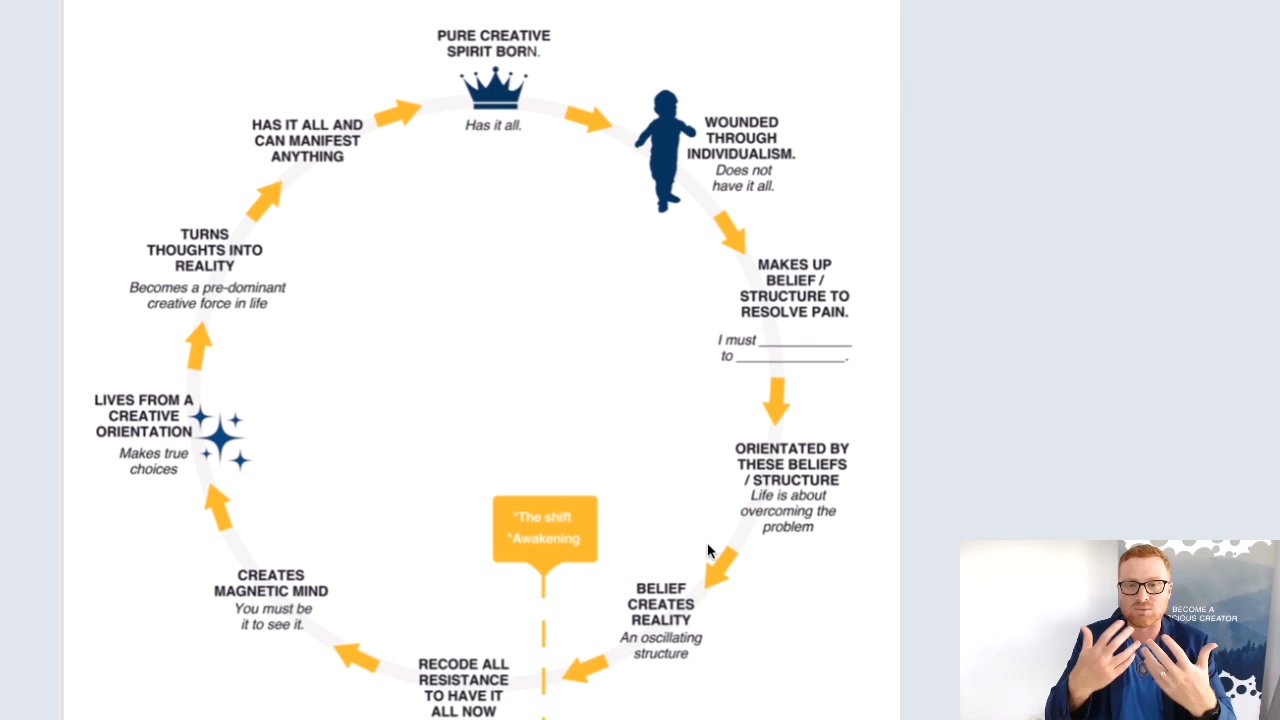 PURE CREATIVE
SPIRIT BORN.
Has it all.
WOUNDED
THROUGH
INDIVIDUALISM.
Does not
have it all.
MAKES UP
BELIEF /
STRUCTURE TO
RESOLVE PAIN.
I must ______________
to _________________.
ORIENTATED BY
THESE BELIEFS
/ STRUCTURE
Life is about
overcoming the
problem
BELIEF
CREATES
REALITY
An oscillating
structure
"The shift
"Awakening
RECODE ALL
RESISTANCE
TO HAVE IT
ALL NOW
CREATES
MAGNETIC MIND
You must be
it to see it.
LIVES FROM A
CREATIVE
ORIENTATION
Makes true
choices
TURNS
THOUGHTS INTO
REALITY
Becomes a pre-dominant
creative force in life
HAS IT ALL AND
CAN MANIFEST
ANYTHING
BECOME A
CREATOR